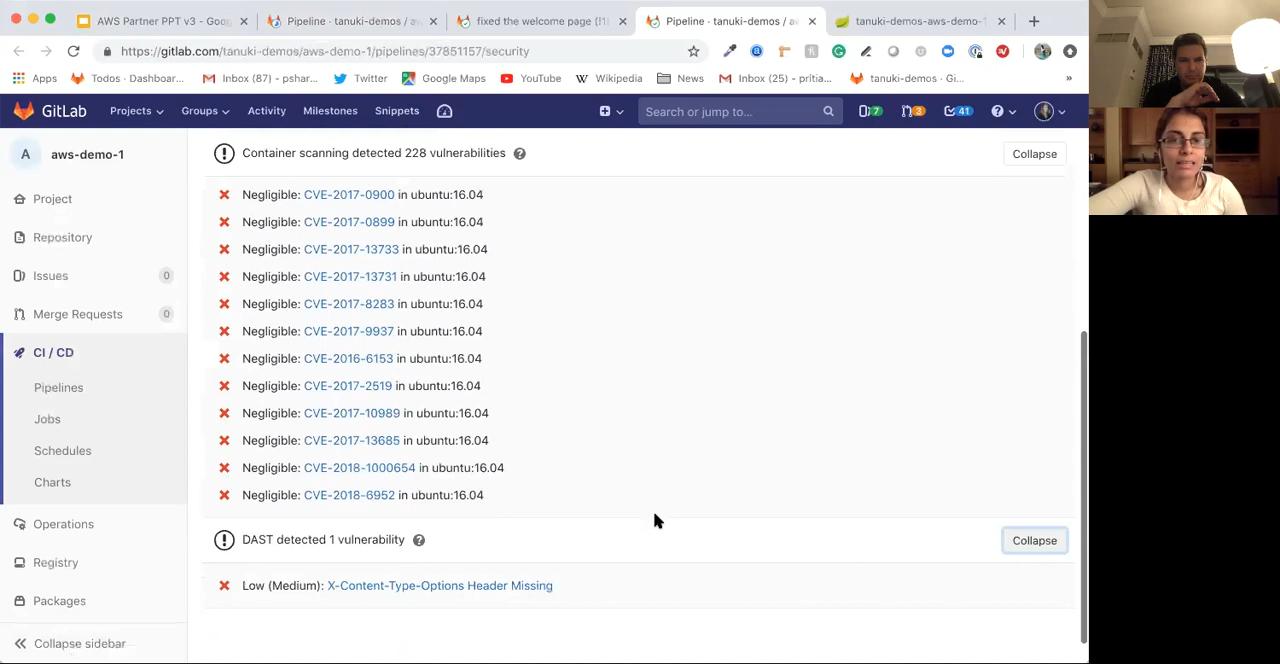 AWS Partner PPT v3 - Goo
Pipeline · tanuki-demos / a
fixed the welcome page (!1
Pipeline · tanuki-demos / a
tanuki-demos-aws-demo-1
https://gitlab.com/tanuki-demos/aws-demo-1/pipelines/37851157/security
Apps
Todos · Dashboar...
Inbox (87) - pshar...
Twitter
Google Maps
YouTube
Wikipedia
News
Inbox (25) - pritia...
tanuki-demos · Gi...
»
GitLab
Projects
Groups
Activity
Milestones
Snippets
Search or jump to...
7
3
41
A
aws-demo-1
Project
Repository
Issues 0
Merge Requests 0
CI / CD
Pipelines
Jobs
Schedules
Charts
Operations
Registry
Packages
Collapse sidebar
Container scanning detected 228 vulnerabilities
Collapse
Negligible: CVE-2017-0900 in ubuntu:16.04
Negligible: CVE-2017-0899 in ubuntu:16.04
Negligible: CVE-2017-13733 in ubuntu:16.04
Negligible: CVE-2017-13731 in ubuntu:16.04
Negligible: CVE-2017-8283 in ubuntu:16.04
Negligible: CVE-2017-9937 in ubuntu:16.04
Negligible: CVE-2016-6153 in ubuntu:16.04
Negligible: CVE-2017-2519 in ubuntu:16.04
Negligible: CVE-2017-10989 in ubuntu:16.04
Negligible: CVE-2017-13685 in ubuntu:16.04
Negligible: CVE-2018-1000654 in ubuntu:16.04
Negligible: CVE-2018-6952 in ubuntu:16.04
DAST detected 1 vulnerability
Collapse
Low (Medium): X-Content-Type-Options Header Missing